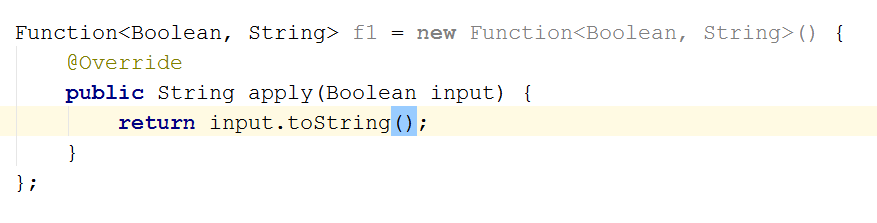 Function<Boolean, String> f1 = new Function<Boolean, String>() {
    @Override
    public String apply(Boolean input) {
        return input.toString();
    }
};